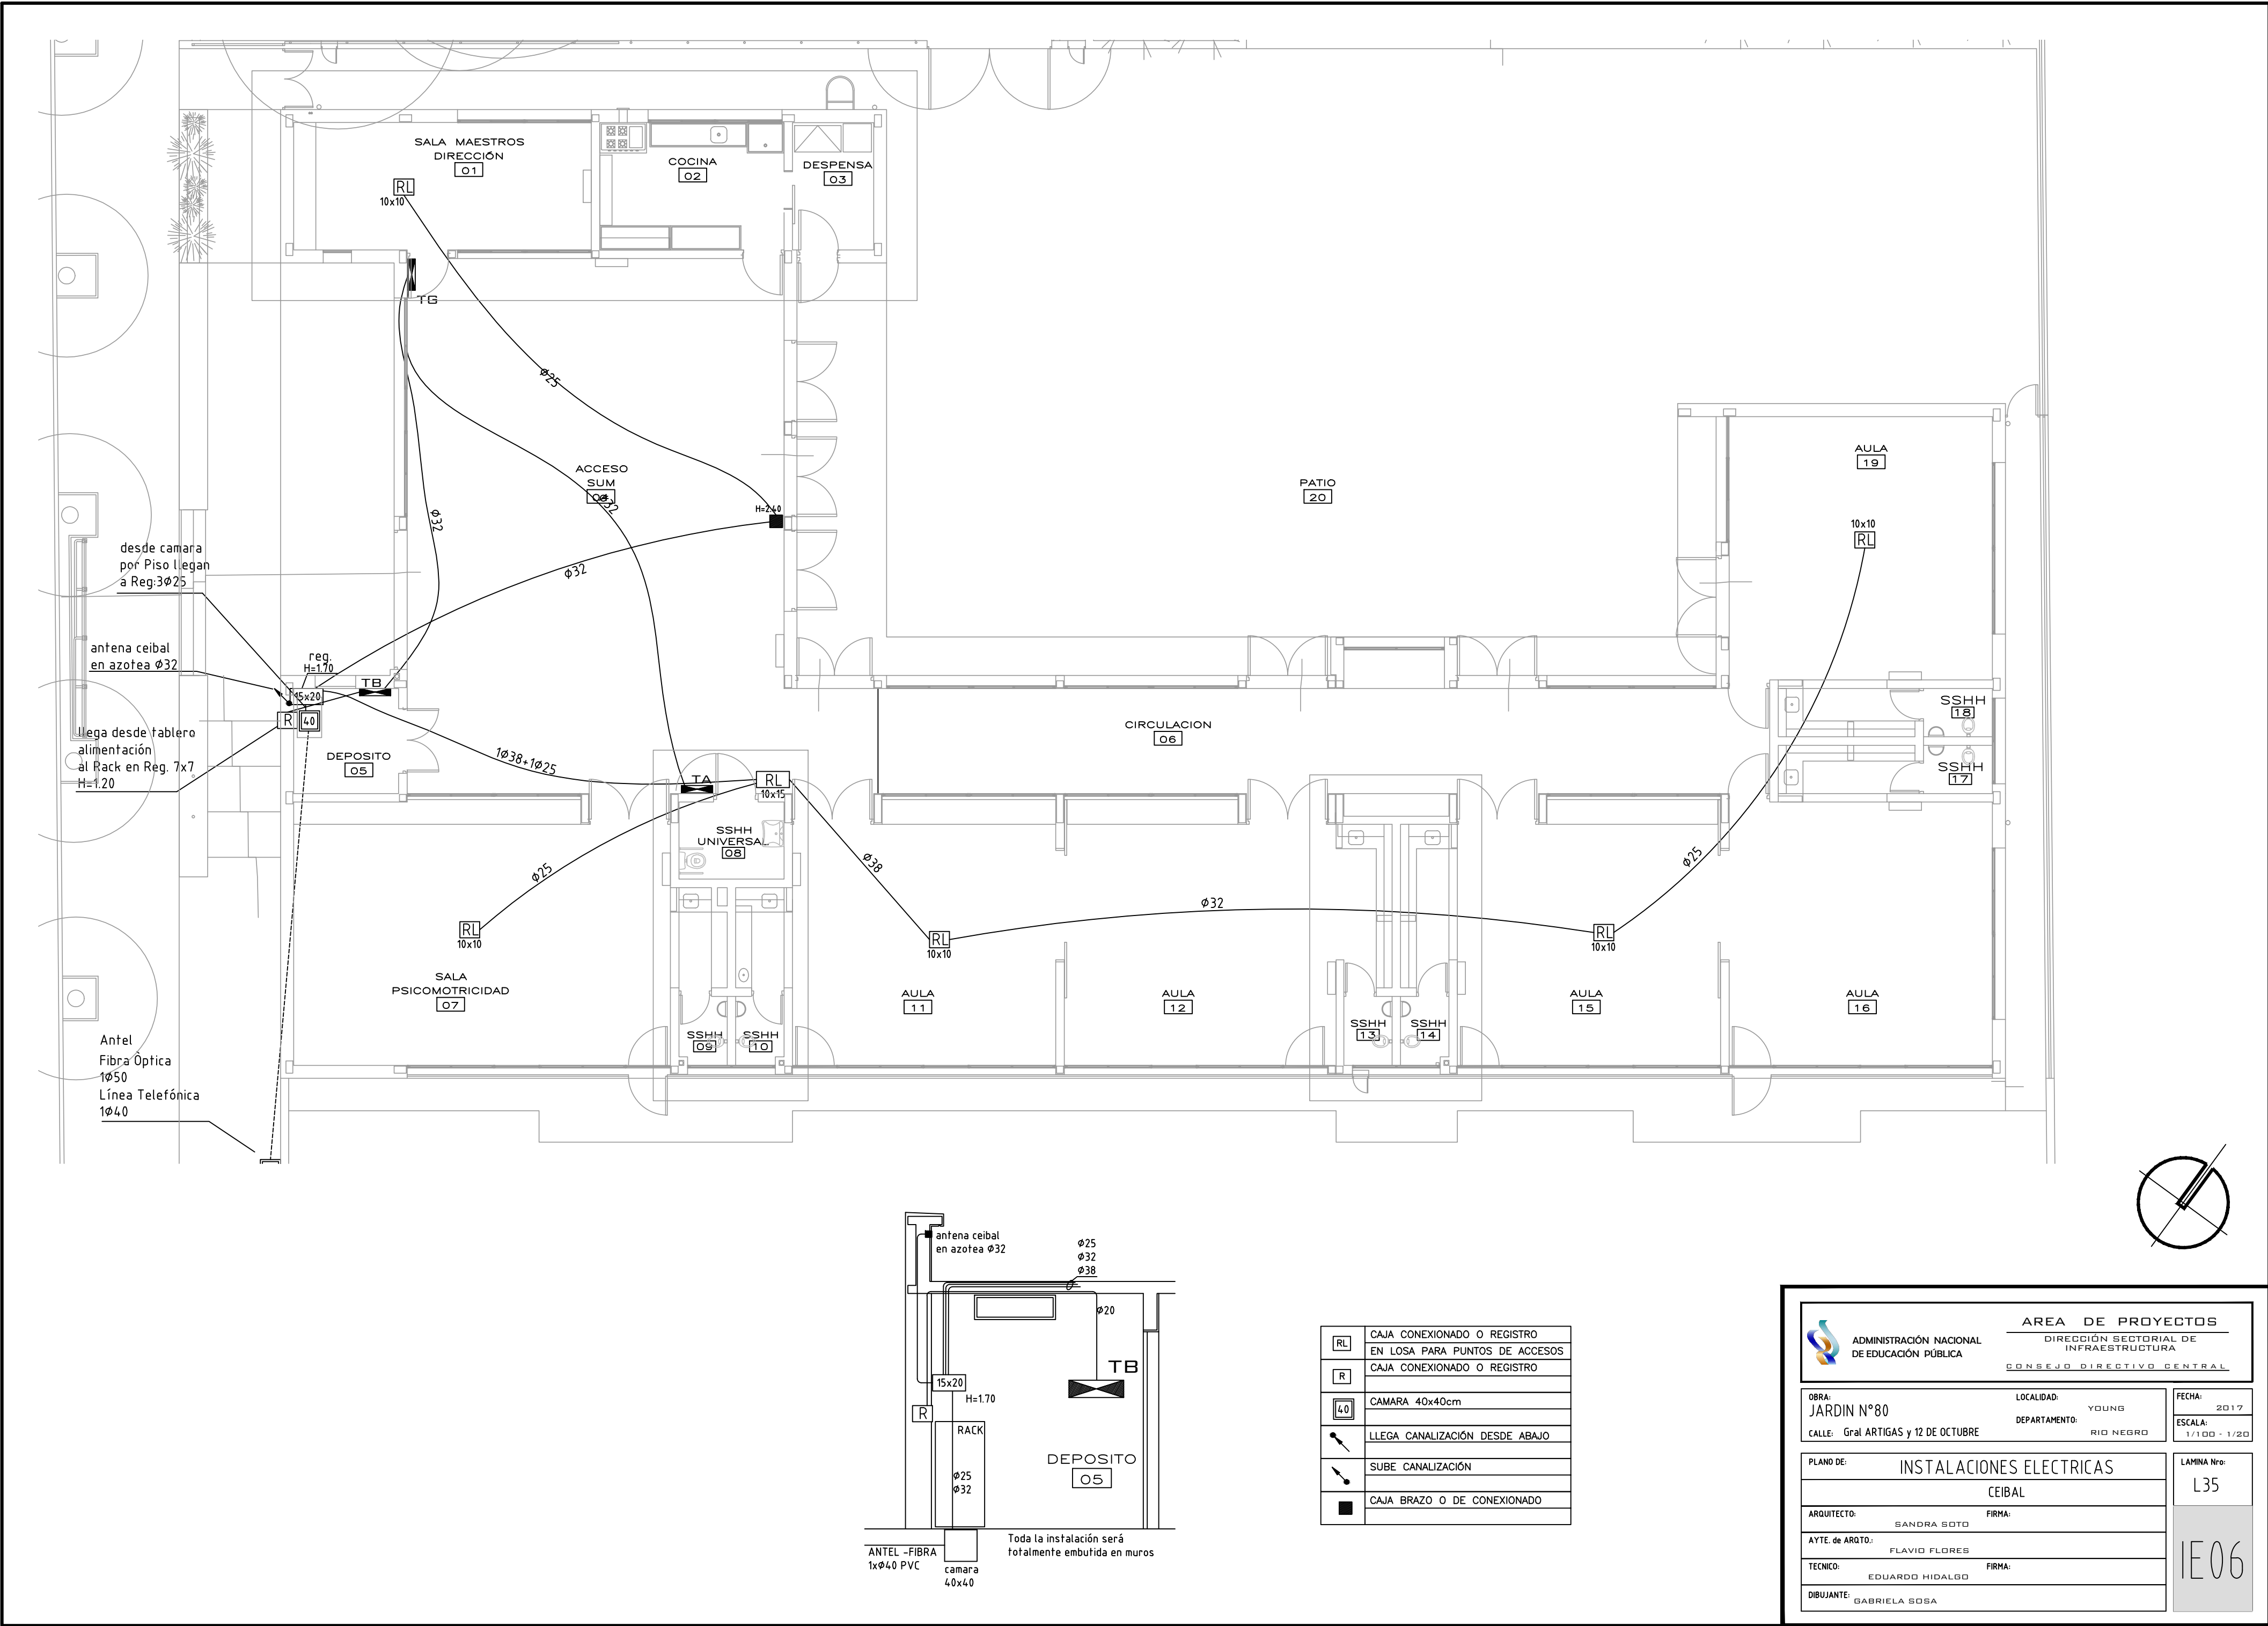 SALA MAESTROS
DIRECCIÓN
01
RL
10x10
COCINA
02
DESPENSA
03
TG
Ø25
ACCESO
SUM
Ø32
Ø32
H=2.40
Ø32
PATIO
20
AULA
19
10x10
RL
desde camara
por Piso llegan
a Reg:3Ø25
antena ceibal
en azotea Ø32
reg.
H=1.70
15x20
TB
R
40
llega desde tablero
alimentación
al Rack en Reg. 7x7
H=1.20
DEPOSITO
05
1Ø38+1Ø25
TA
RL
10x15
CIRCULACION
06
SSHH
18
SSHH
17
SSHH
UNIVERSAL
08
Ø25
Ø38
Ø32
Ø25
RL
10x10
RL
10x10
RL
10x10
SALA
PSICOMOTRICIDAD
07
AULA
11
AULA
12
AULA
15
AULA
16
SSHH
09
SSHH
10
SSHH
13
SSHH
14
Antel
Fibra Òptica
1Ø50
Línea Telefónica
1Ø40
antena ceibal
en azotea Ø32
Ø25
Ø32
Ø38
Ø20
TB
15x20
H=1.70
R
RACK
Ø25
Ø32
DEPOSITO
05
ANTEL -FIBRA
1xØ40 PVC
camara
40x40
Toda la instalación será
totalmente embutida en muros
RL
CAJA CONEXIONADO O REGISTRO
EN LOSA PARA PUNTOS DE ACCESOS
R
CAJA CONEXIONADO O REGISTRO
40
CAMARA 40x40cm
LLEGA CANALIZACIÓN DESDE ABAJO
SUBE CANALIZACIÓN
CAJA BRAZO O DE CONEXIONADO
ADMINISTRACIÓN NACIONAL
DE EDUCACIÓN PÚBLICA
AREA DE PROYECTOS
DIRECCIÓN SECTORIAL DE
INFRAESTRUCTURA
CONSEJO DIRECTIVO CENTRAL
OBRA:
JARDIN N°80
CALLE: Gral ARTIGAS y 12 DE OCTUBRE
LOCALIDAD:
YOUNG
DEPARTAMENTO:
RIO NEGRO
FECHA:
2017
ESCALA:
1/100 - 1/20
PLANO DE: INSTALACIONES ELECTRICAS
CEIBAL
LAMINA Nro:
L35
ARQUITECTO: FIRMA:
SANDRA SOTO
AYTE. de ARQTO.:
FLAVIO FLORES
TECNICO: FIRMA:
EDUARDO HIDALGO
DIBUJANTE: GABRIELA SOSA
IE06